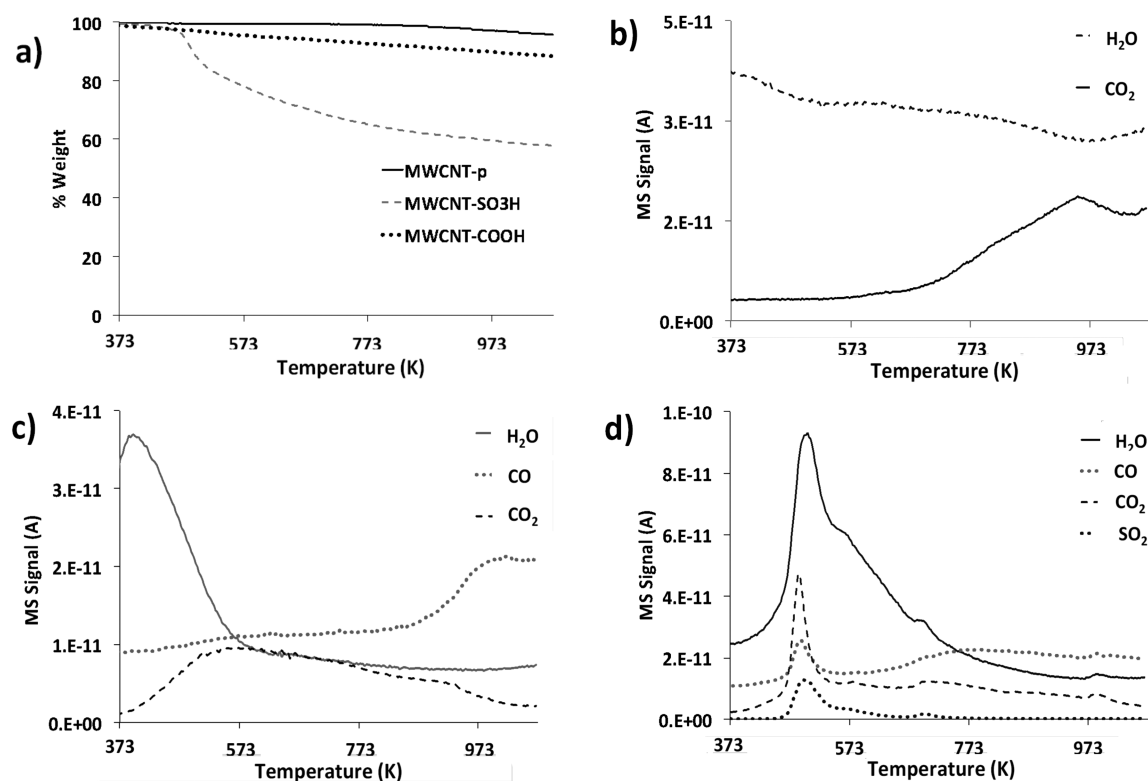 a)
100
80
60
40
20
0
% Weight
MWCNT-p
MWCNT-SO3H
MWCNT-COOH
373 573 773 973
Temperature (K)
b)
5.E-11
3.E-11
2.E-11
0.E+00
MS Signal (A)
H₂O
CO₂
373 573 773 973
Temperature (K)
c)
4.E-11
3.E-11
2.E-11
1.E-11
0.E+00
MS Signal (A)
H₂O
CO
CO₂
373 573 773 973
Temperature (K)
d)
1.E-10
8.E-11
6.E-11
4.E-11
2.E-11
0.E+00
MS Signal (A)
H₂O
CO
CO₂
SO₂
373 573 773 973
Temperature (K)